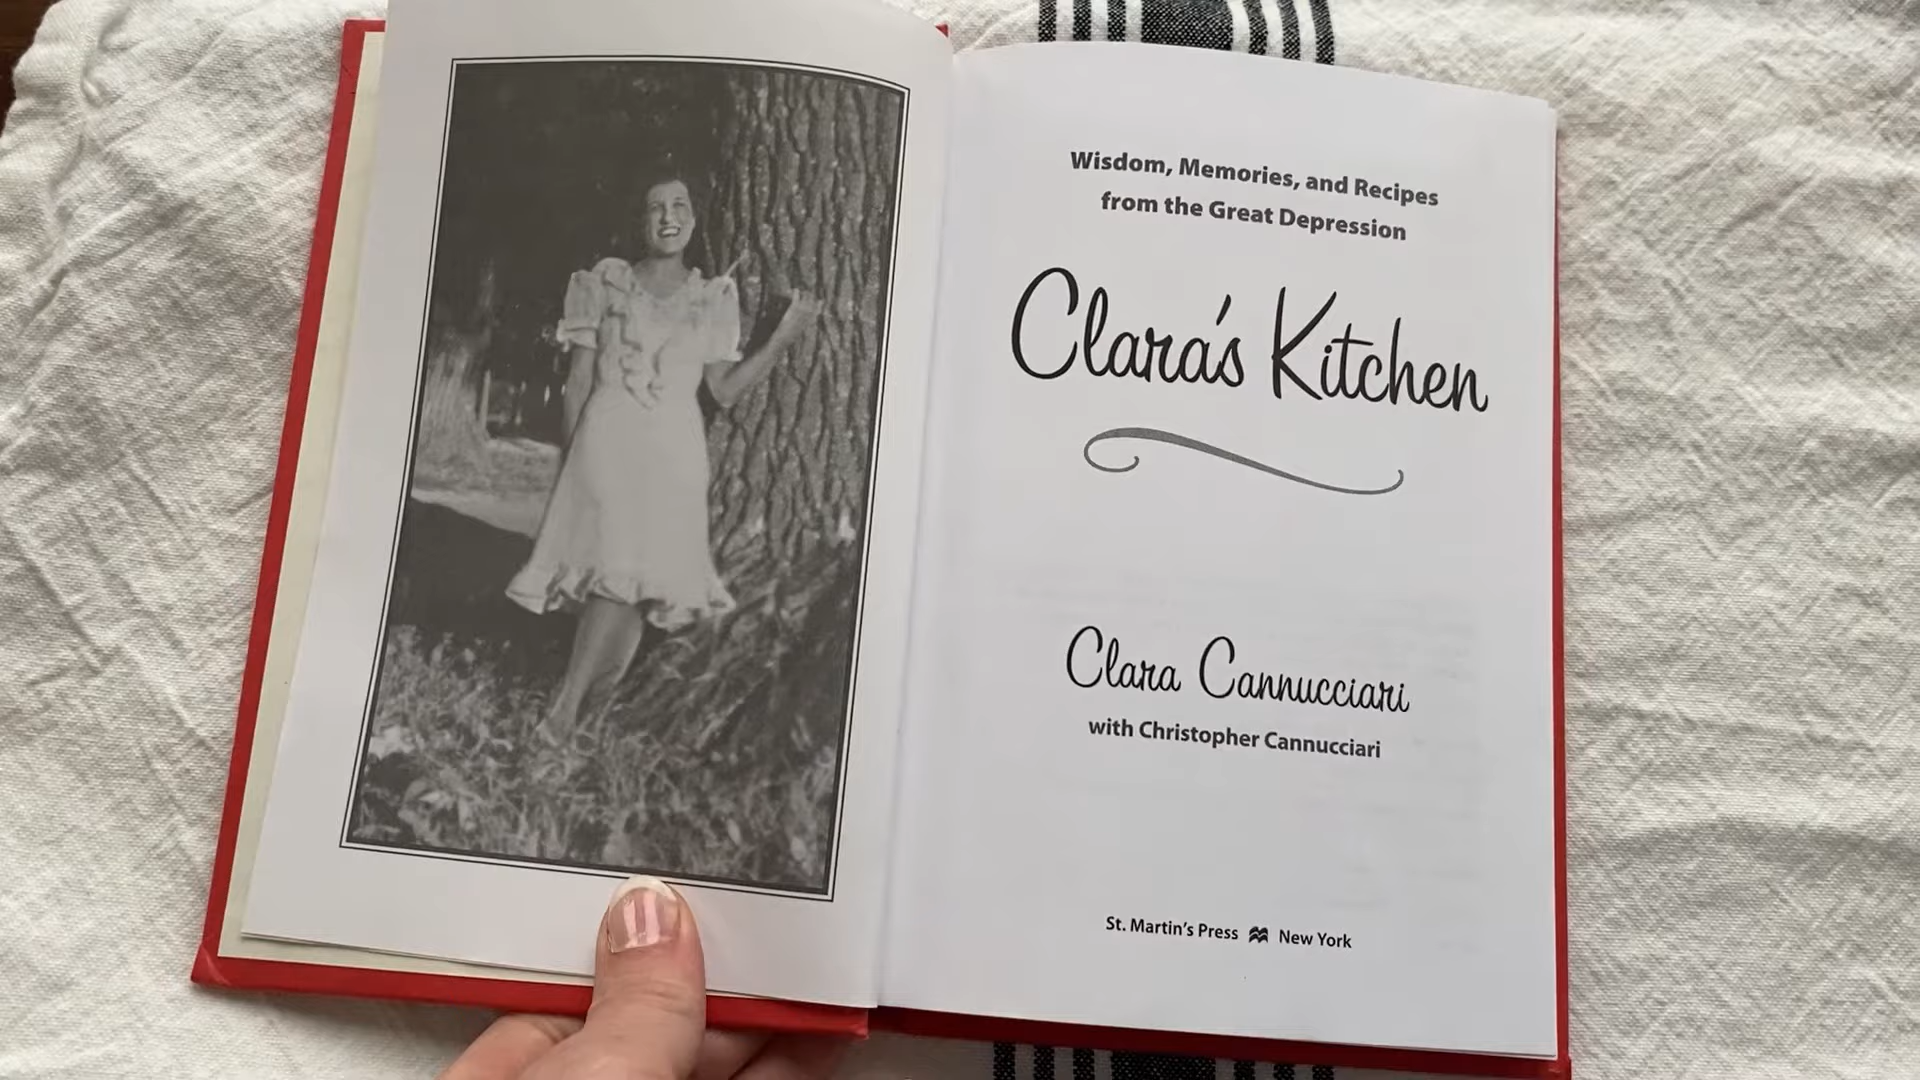 Wisdom, Memories, and Recipes
from the Great Depression
Clara's Kitchen
Clara Cannucciari
with Christopher Cannucciari
St. Martin's Press New York